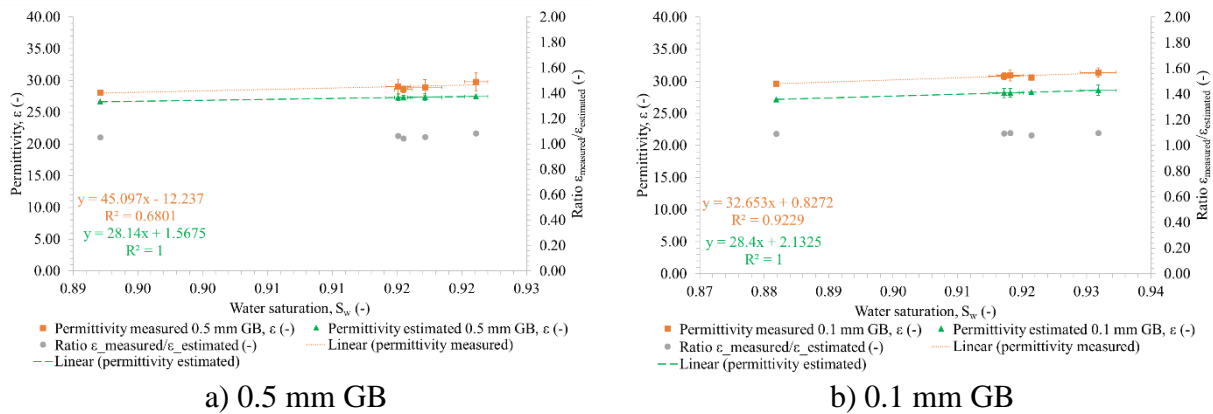 40.00
35.00
30.00
25.00
20.00
15.00
10.00
5.00
0.00
Permittivity, ε (-)
2.00
1.80
1.60
1.40
1.20
1.00
0.80
0.60
0.40
0.20
0.00
Ratio εmeasured/εestimated (-)
y = 45.097x - 12.237
R² = 0.6801
y = 28.14x + 1.5675
R² = 1
0.89 0.90 0.90 0.91 0.91 0.92 0.92 0.93
Water saturation, Sw (-)
Permittivity measured 0.5 mm GB, ε (-)
Permittivity estimated 0.5 mm GB, ε (-)
Ratio ε_measured/ε_estimated (-)
Linear (permittivity measured)
Linear (permittivity estimated)
a) 0.5 mm GB
40.00
35.00
30.00
25.00
20.00
15.00
10.00
5.00
0.00
Permittivity, ε (-)
2.00
1.80
1.60
1.40
1.20
1.00
0.80
0.60
0.40
0.20
0.00
Ratio εmeasured/εestimated (-)
y = 32.653x + 0.8272
R² = 0.9229
y = 28.4x + 2.1325
R² = 1
0.87 0.88 0.89 0.90 0.91 0.92 0.93 0.94
Water saturation, Sw (-)
Permittivity measured 0.1 mm GB, ε (-)
Permittivity estimated 0.1 mm GB, ε (-)
Ratio ε_measured/ε_estimated (-)
Linear (permittivity measured)
Linear (permittivity estimated)
b) 0.1 mm GB